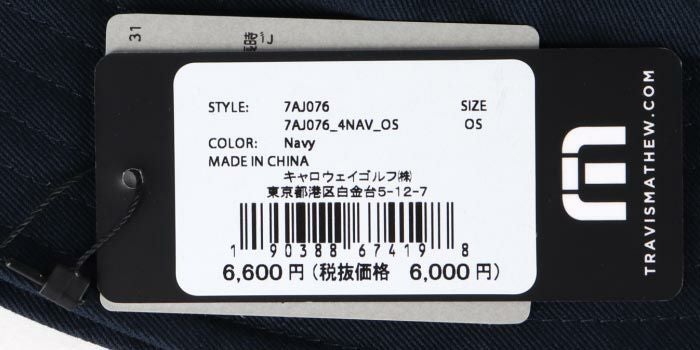 31
STYLE: 7AJ076 SIZE
7AJ076_4NAV_OS OS
COLOR: Navy
MADE IN CHINA
キャロウェイゴルフ㈱
東京都港区白金台5-12-7
1 90388 67419 8
6,600円(税抜価格 6,000円)
TRAVISMATHEW.COM